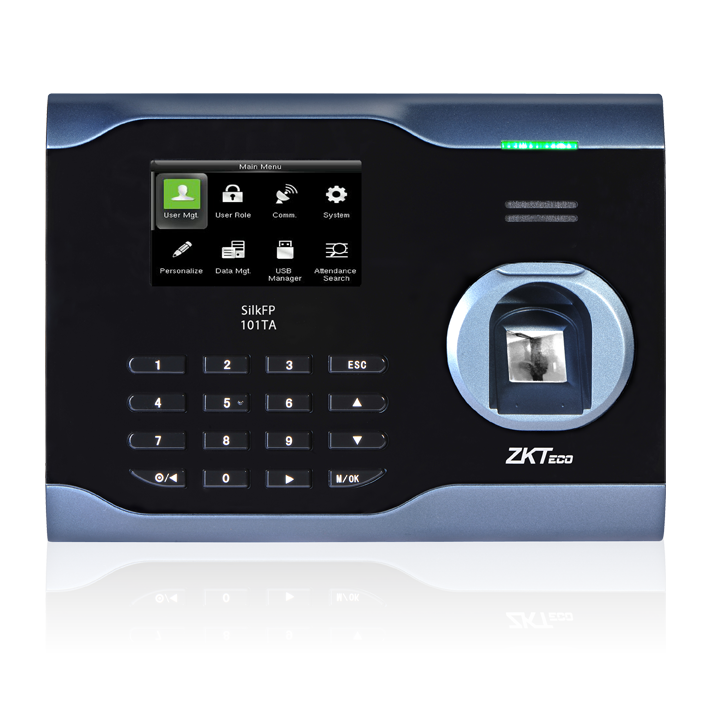 Main Menu
User Mgt. User Role Comm. System
Personalize Data Mgt. USB Manager Attendance Search
SilkFP
101TA
1 2 3 ESC
4 5 6 ▲
7 8 9 ▼
⊙/◀ 0 ▶ M/OK
ZKTECO